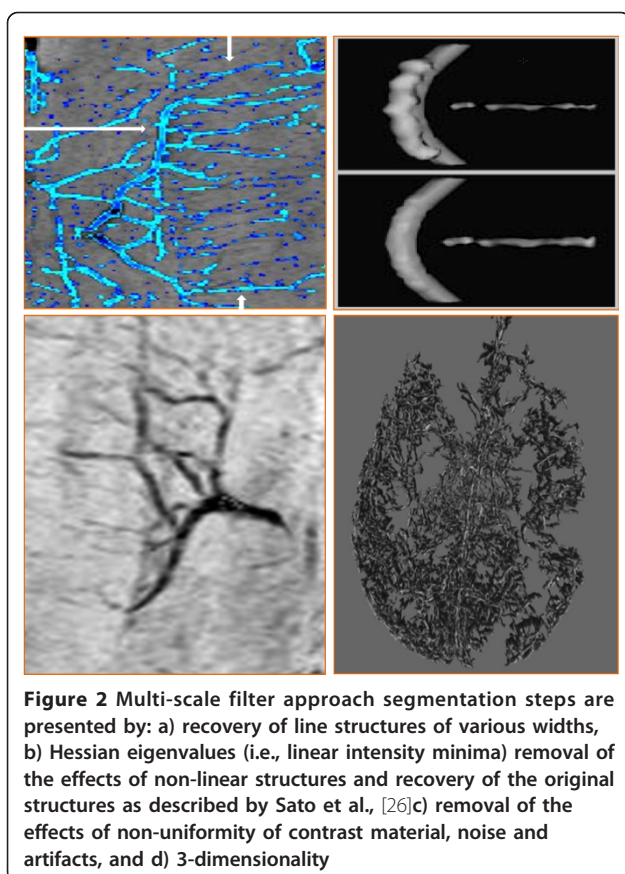 Figure 2 Multi-scale filter approach segmentation steps are
presented by: a) recovery of line structures of various widths,
b) Hessian eigenvalues (i.e., linear intensity minima) removal of
the effects of non-linear structures and recovery of the original
structures as described by Sato et al., [26]c) removal of the
effects of non-uniformity of contrast material, noise and
artifacts, and d) 3-dimensionality